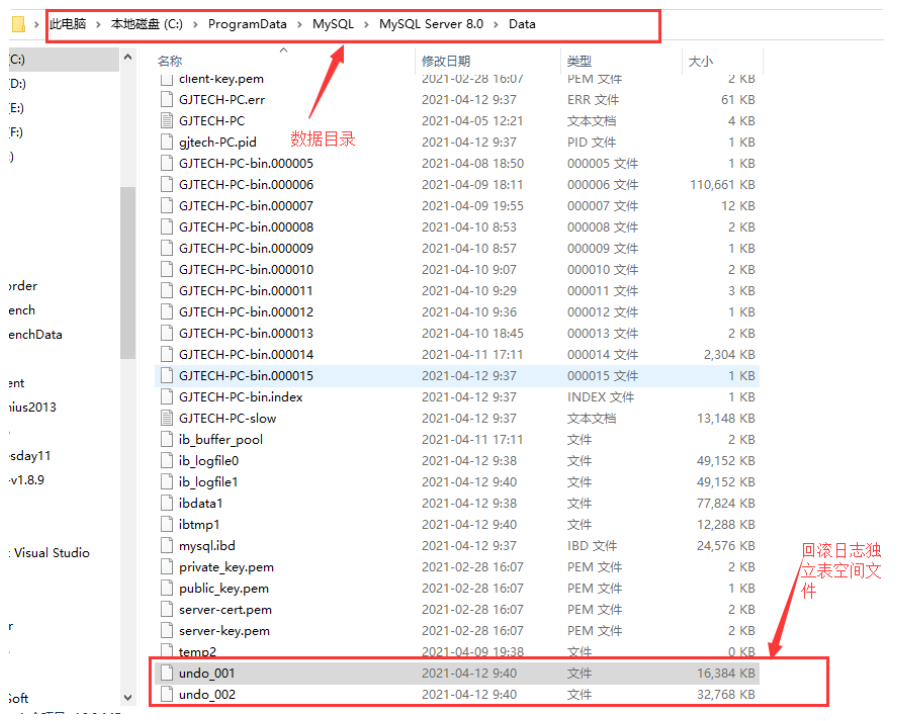 此电脑 › 本地磁盘 (C:) › ProgramData › MySQL › MySQL Server 8.0 › Data
名称 修改日期 类型 大小
client-key.pem 2021-02-28 16:07 PEM 文件 2 KB
GJTECH-PC.err 2021-04-12 9:37 ERR 文件 61 KB
GJTECH-PC 2021-04-05 12:21 文本文档 4 KB
gjtech-PC.pid 2021-04-12 9:37 PID 文件 1 KB
数据目录
GJTECH-PC-bin.000005 2021-04-08 18:50 000005 文件 1 KB
GJTECH-PC-bin.000006 2021-04-09 18:11 000006 文件 110,661 KB
GJTECH-PC-bin.000007 2021-04-09 19:55 000007 文件 12 KB
GJTECH-PC-bin.000008 2021-04-10 8:53 000008 文件 2 KB
GJTECH-PC-bin.000009 2021-04-10 8:57 000009 文件 1 KB
GJTECH-PC-bin.000010 2021-04-10 9:07 000010 文件 2 KB
GJTECH-PC-bin.000011 2021-04-10 9:29 000011 文件 3 KB
GJTECH-PC-bin.000012 2021-04-10 9:36 000012 文件 1 KB
GJTECH-PC-bin.000013 2021-04-10 18:45 000013 文件 2 KB
GJTECH-PC-bin.000014 2021-04-11 17:11 000014 文件 2,304 KB
GJTECH-PC-bin.000015 2021-04-12 9:37 000015 文件 1 KB
GJTECH-PC-bin.index 2021-04-12 9:37 INDEX 文件 1 KB
GJTECH-PC-slow 2021-04-12 9:37 文本文档 13,148 KB
ib_buffer_pool 2021-04-11 17:11 文件 2 KB
ib_logfile0 2021-04-12 9:38 文件 49,152 KB
ib_logfile1 2021-04-12 9:40 文件 49,152 KB
ibdata1 2021-04-12 9:38 文件 77,824 KB
ibtmp1 2021-04-12 9:40 文件 12,288 KB
mysql.ibd 2021-04-12 9:37 IBD 文件 24,576 KB
private_key.pem 2021-02-28 16:07 PEM 文件 2 KB
public_key.pem 2021-02-28 16:07 PEM 文件 1 KB
server-cert.pem 2021-02-28 16:07 PEM 文件 2 KB
server-key.pem 2021-02-28 16:07 PEM 文件 2 KB
temp2 2021-04-09 19:38 文件 0 KB
undo_001 2021-04-12 9:40 文件 16,384 KB
undo_002 2021-04-12 9:40 文件 32,768 KB
回滚日志独
立表空间文
件
(C:)
(D:)
(E:)
(F:)
order
ench
enchData
ent
nius2013
sday11
-v1.8.9
: Visual Studio
r
Soft